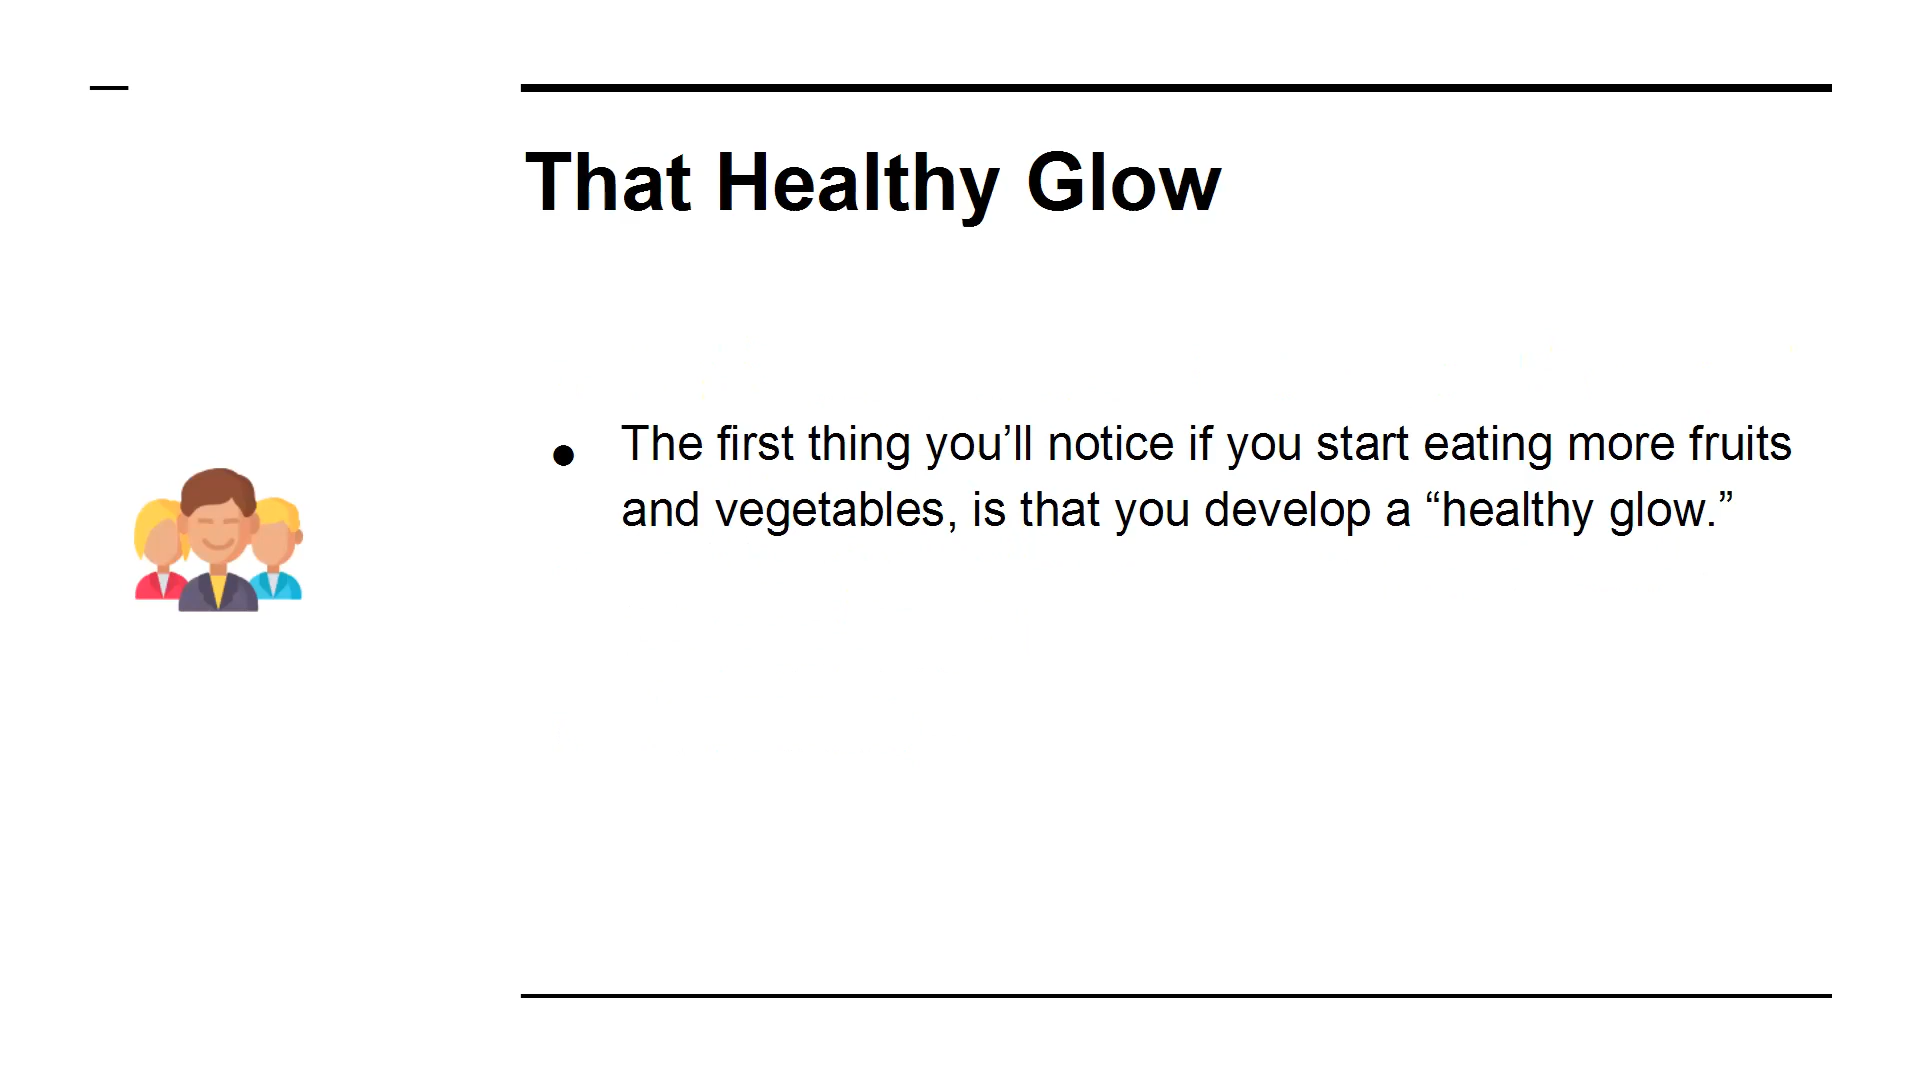 That Healthy Glow
● The first thing you’ll notice if you start eating more fruits
and vegetables, is that you develop a “healthy glow.”